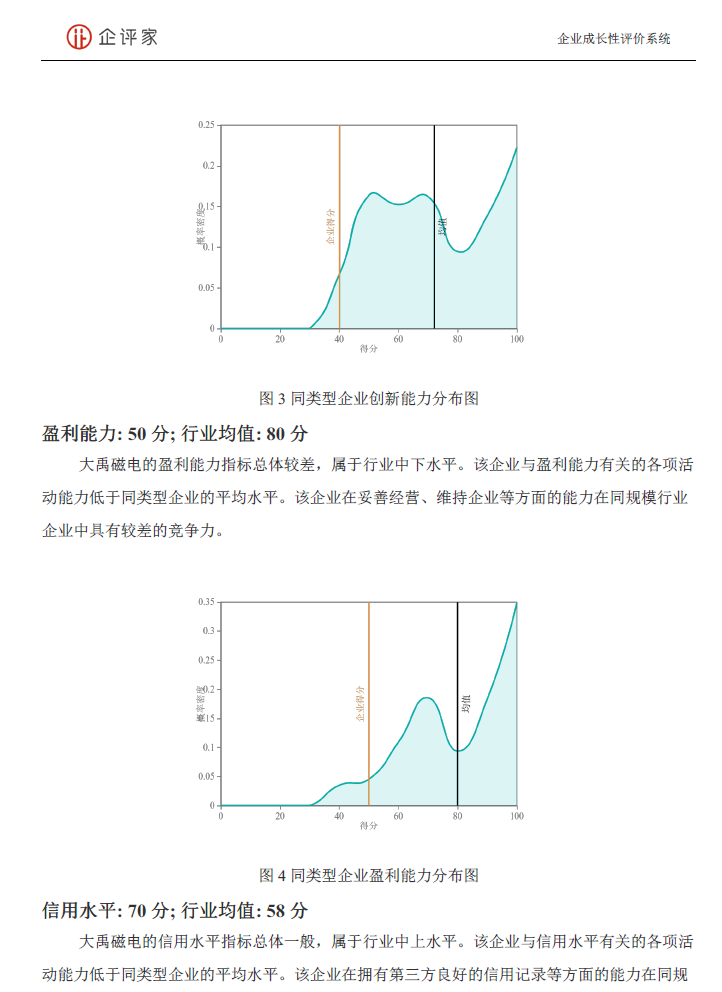 企评家
企业成长性评价系统
0.25
0.2
0.15
0.1
0.05
0
概率密度
企业得分
均值
0 20 40 60 80 100
得分
图 3 同类型企业创新能力分布图
盈利能力: 50 分; 行业均值: 80 分
大禹磁电的盈利能力指标总体较差，属于行业中下水平。该企业与盈利能力有关的各项活
动能力低于同类型企业的平均水平。该企业在妥善经营、维持企业等方面的能力在同规模行业
企业中具有较差的竞争力。
0.35
0.3
0.25
0.2
0.15
0.1
0.05
0
概率密度
企业得分
均值
0 20 40 60 80 100
得分
图 4 同类型企业盈利能力分布图
信用水平: 70 分; 行业均值: 58 分
大禹磁电的信用水平指标总体一般，属于行业中上水平。该企业与信用水平有关的各项活
动能力低于同类型企业的平均水平。该企业在拥有第三方良好的信用记录等方面的能力在同规